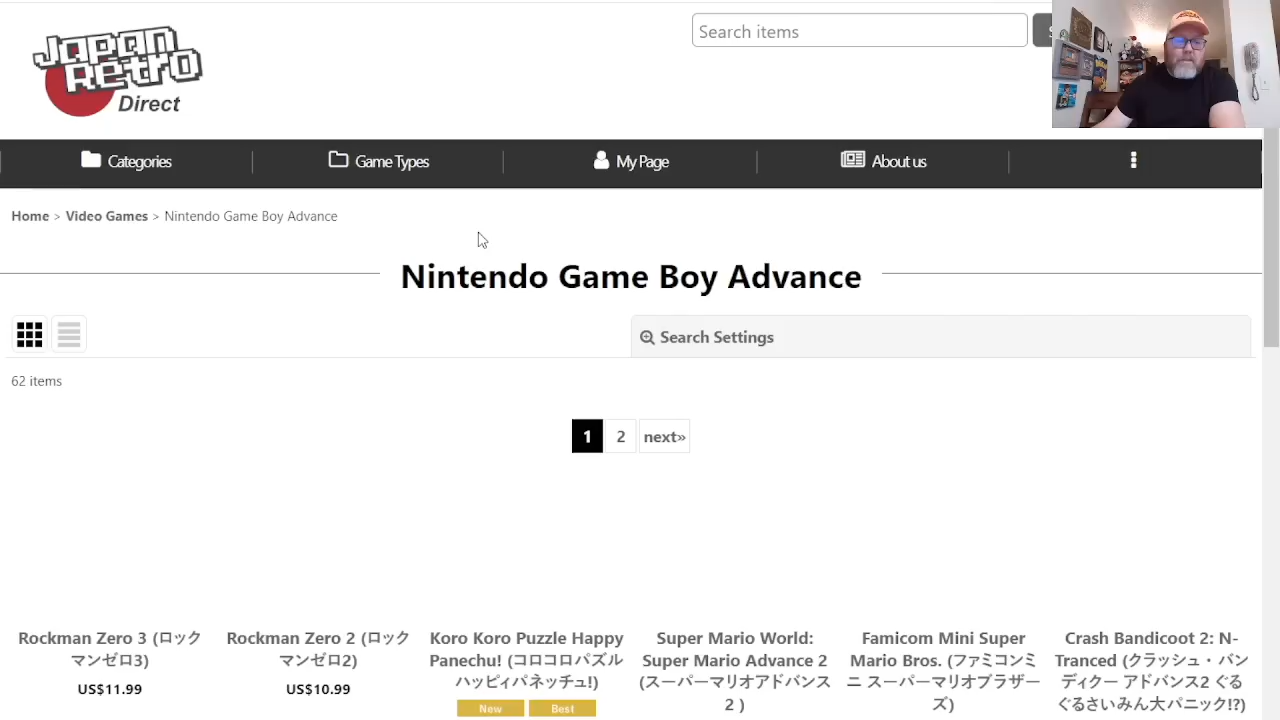 Japan
Retro
Direct
Search items
S
Categories
Game Types
My Page
About us
Home > Video Games > Nintendo Game Boy Advance
Nintendo Game Boy Advance
Search Settings
62 items
1 2 next»
Rockman Zero 3 (ロック
マンゼロ3)
US$11.99
Rockman Zero 2 (ロック
マンゼロ2)
US$10.99
Koro Koro Puzzle Happy
Panechu! (コロコロパズル
ハッピィパネッチュ!)
New Best
Super Mario World:
Super Mario Advance 2
(スーパーマリオアドバンス
2 )
Famicom Mini Super
Mario Bros. (ファミコンミ
ニ スーパーマリオブラザー
ズ)
Crash Bandicoot 2: N-
Tranced (クラッシュ・バン
ディクー アドバンス2 ぐる
ぐるさいみん大パニック!?)